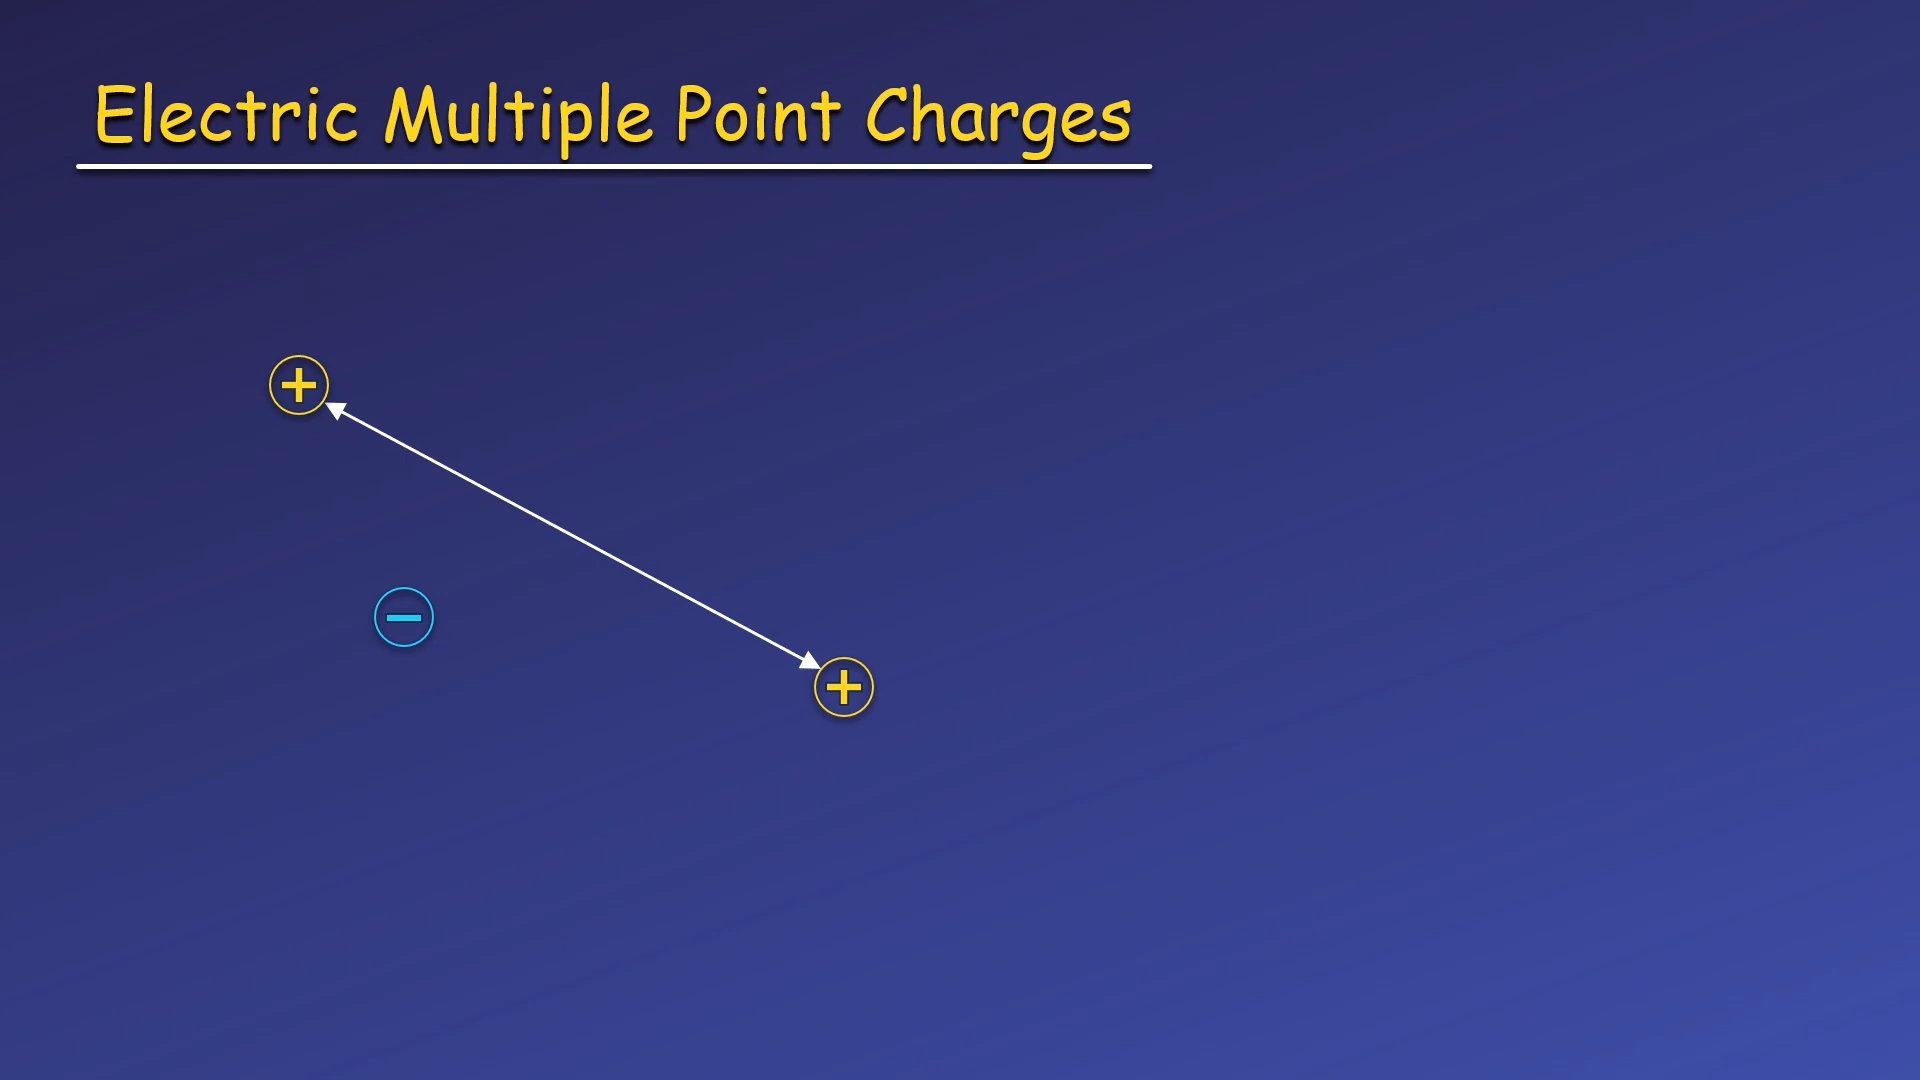 Electric Multiple Point Charges
+
−
+